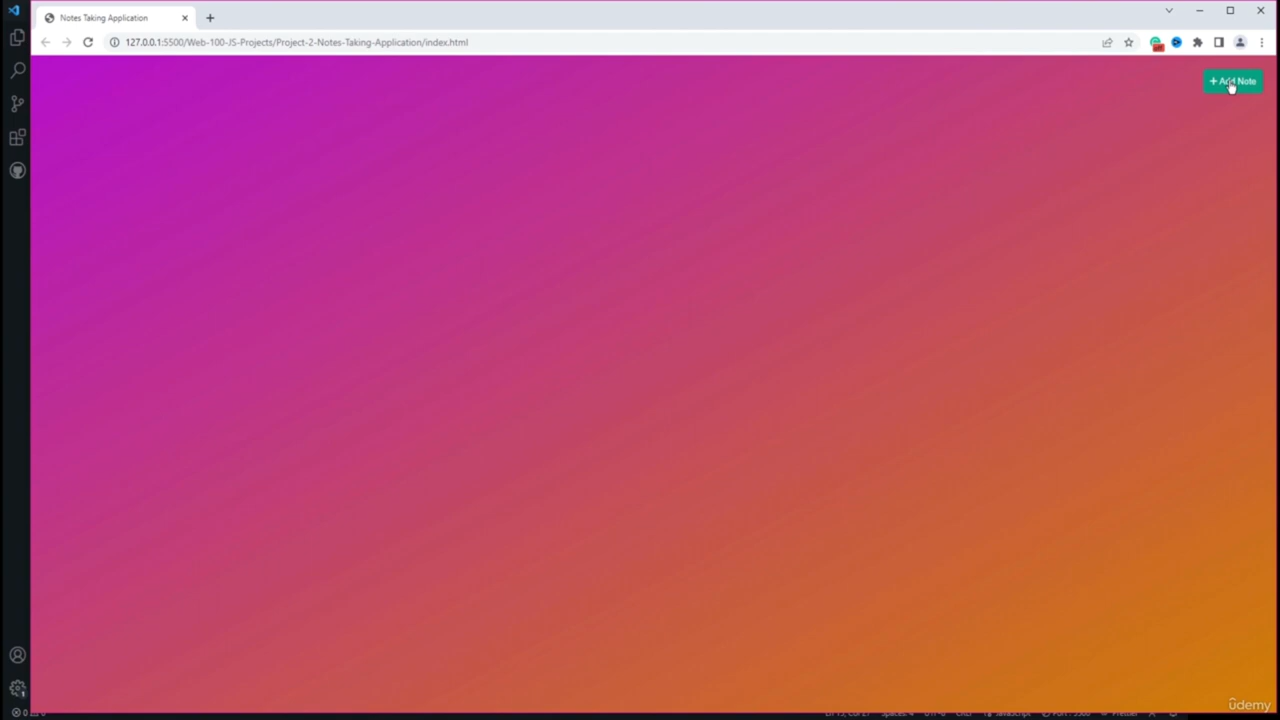 Notes Taking Application
127.0.0.1:5500/Web-100-JS-Projects/Project-2-Notes-Taking-Application/index.html
+ Add Note
ûdemy